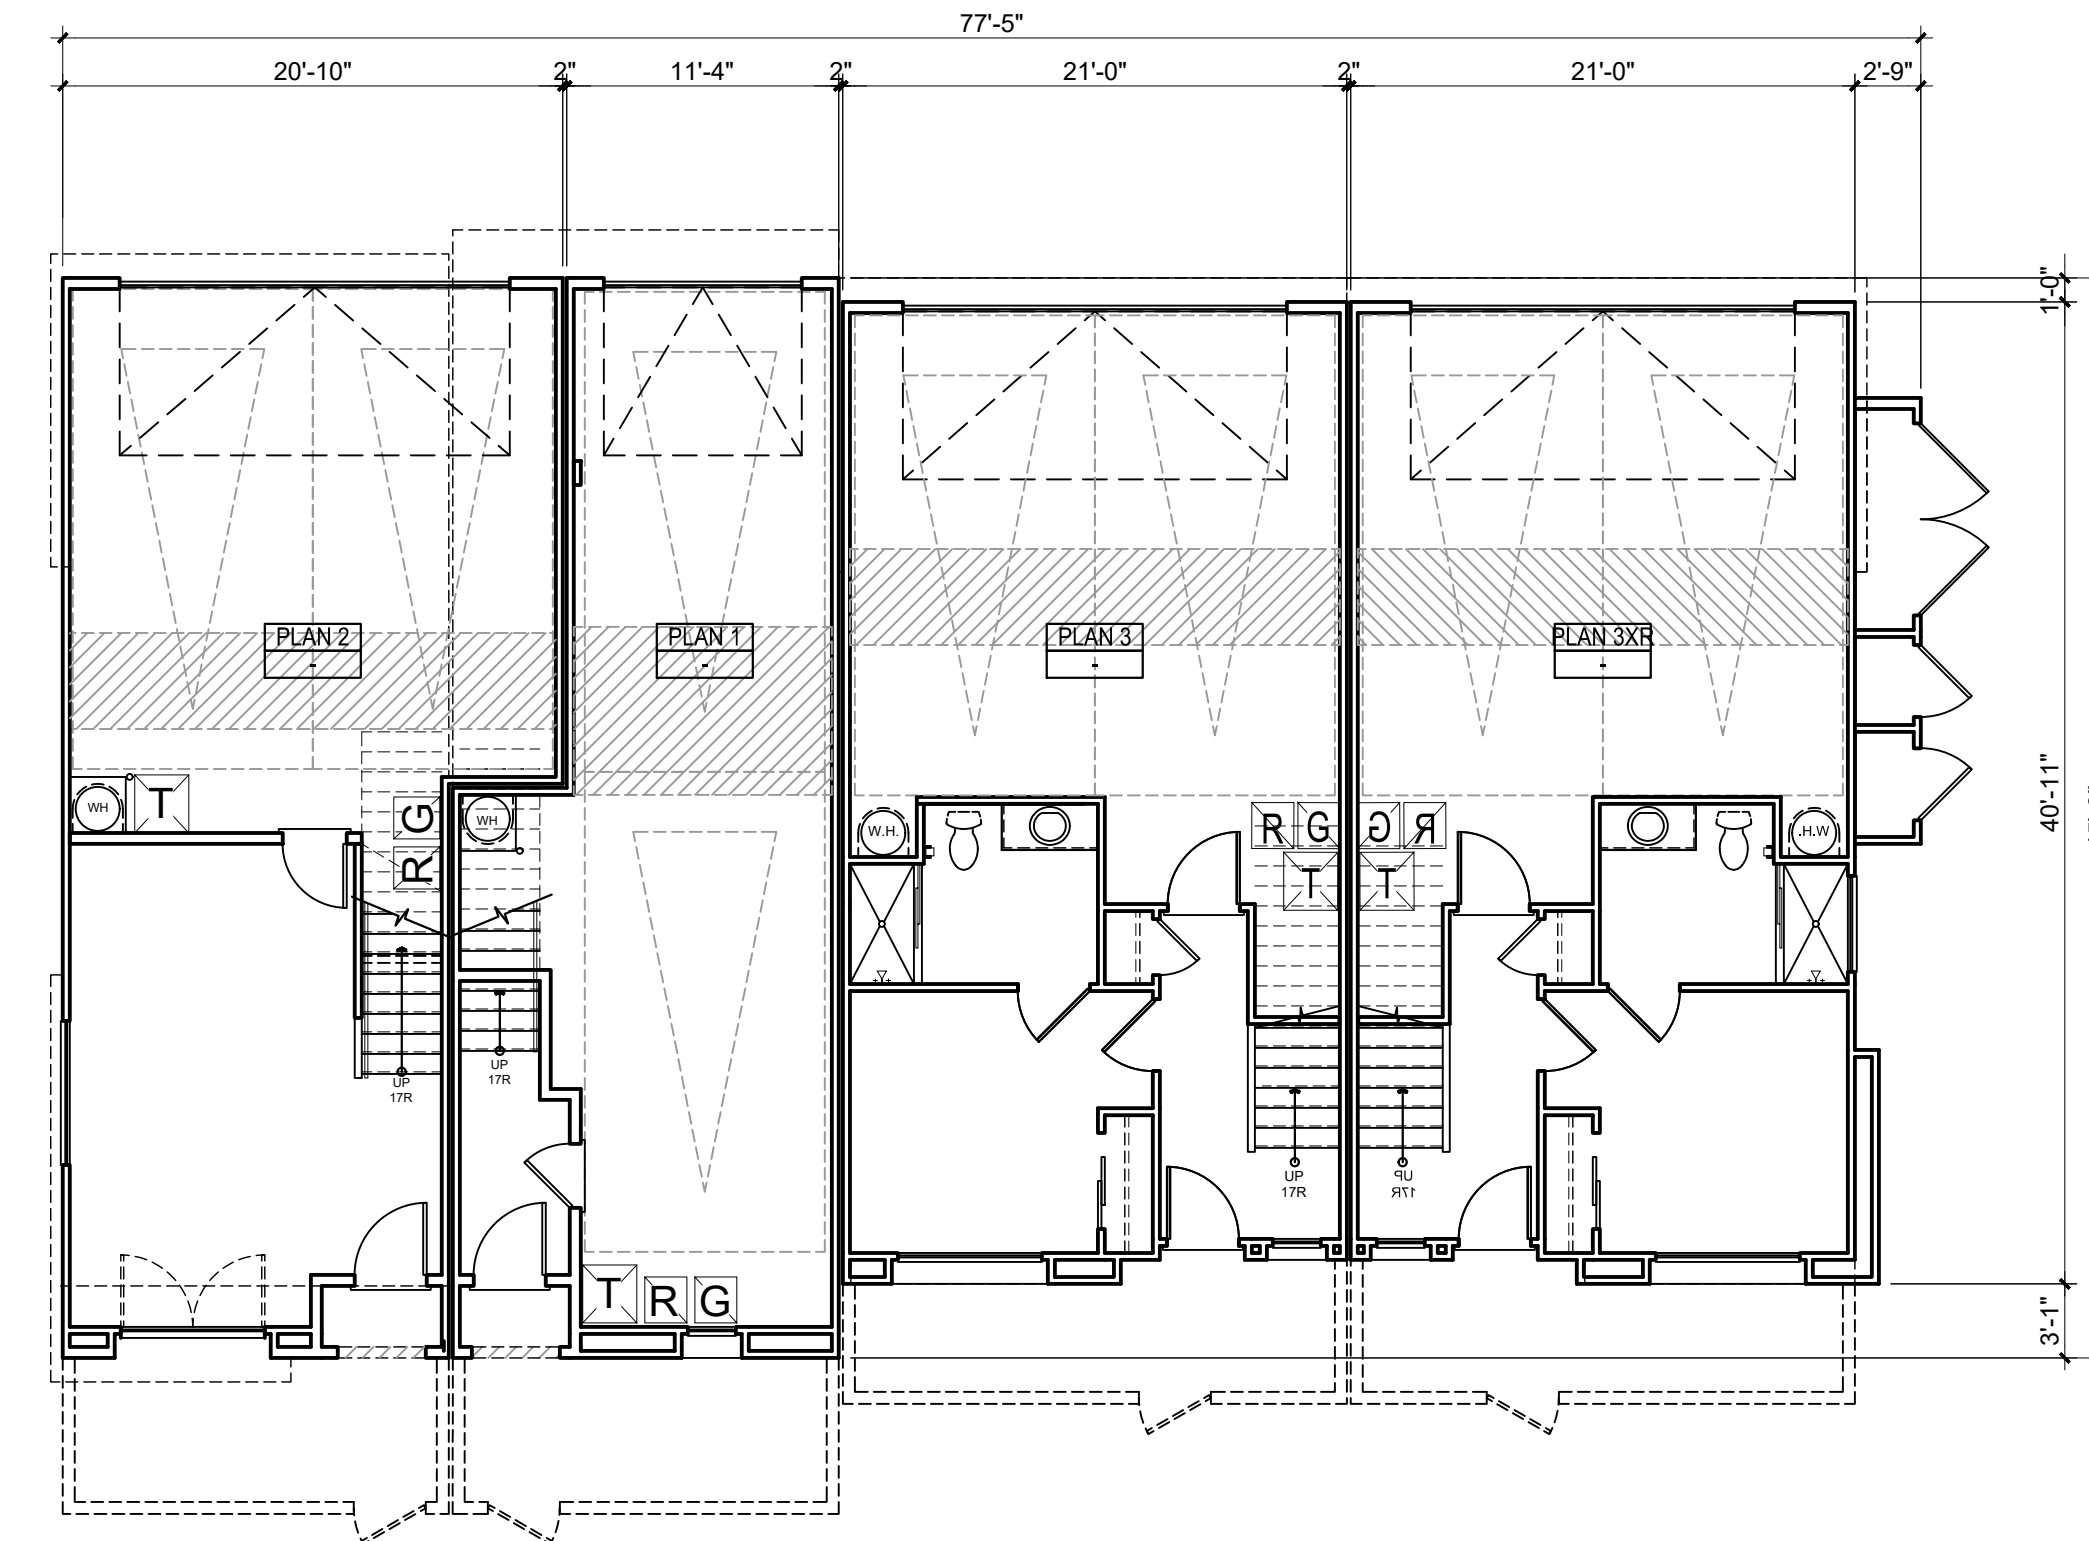 77'-5"
20'-10" 2" 11'-4" 2" 21'-0" 2" 21'-0" 2'-9"
1'-0"
PLAN 2 PLAN 1 PLAN 3 PLAN 3XR
- - - -
40'-11"
WH T G WH W.H. R G G R W.H.
R T T
UP
17R
UP
17R
UP
17R
UP
17R
T R G
3'-1"